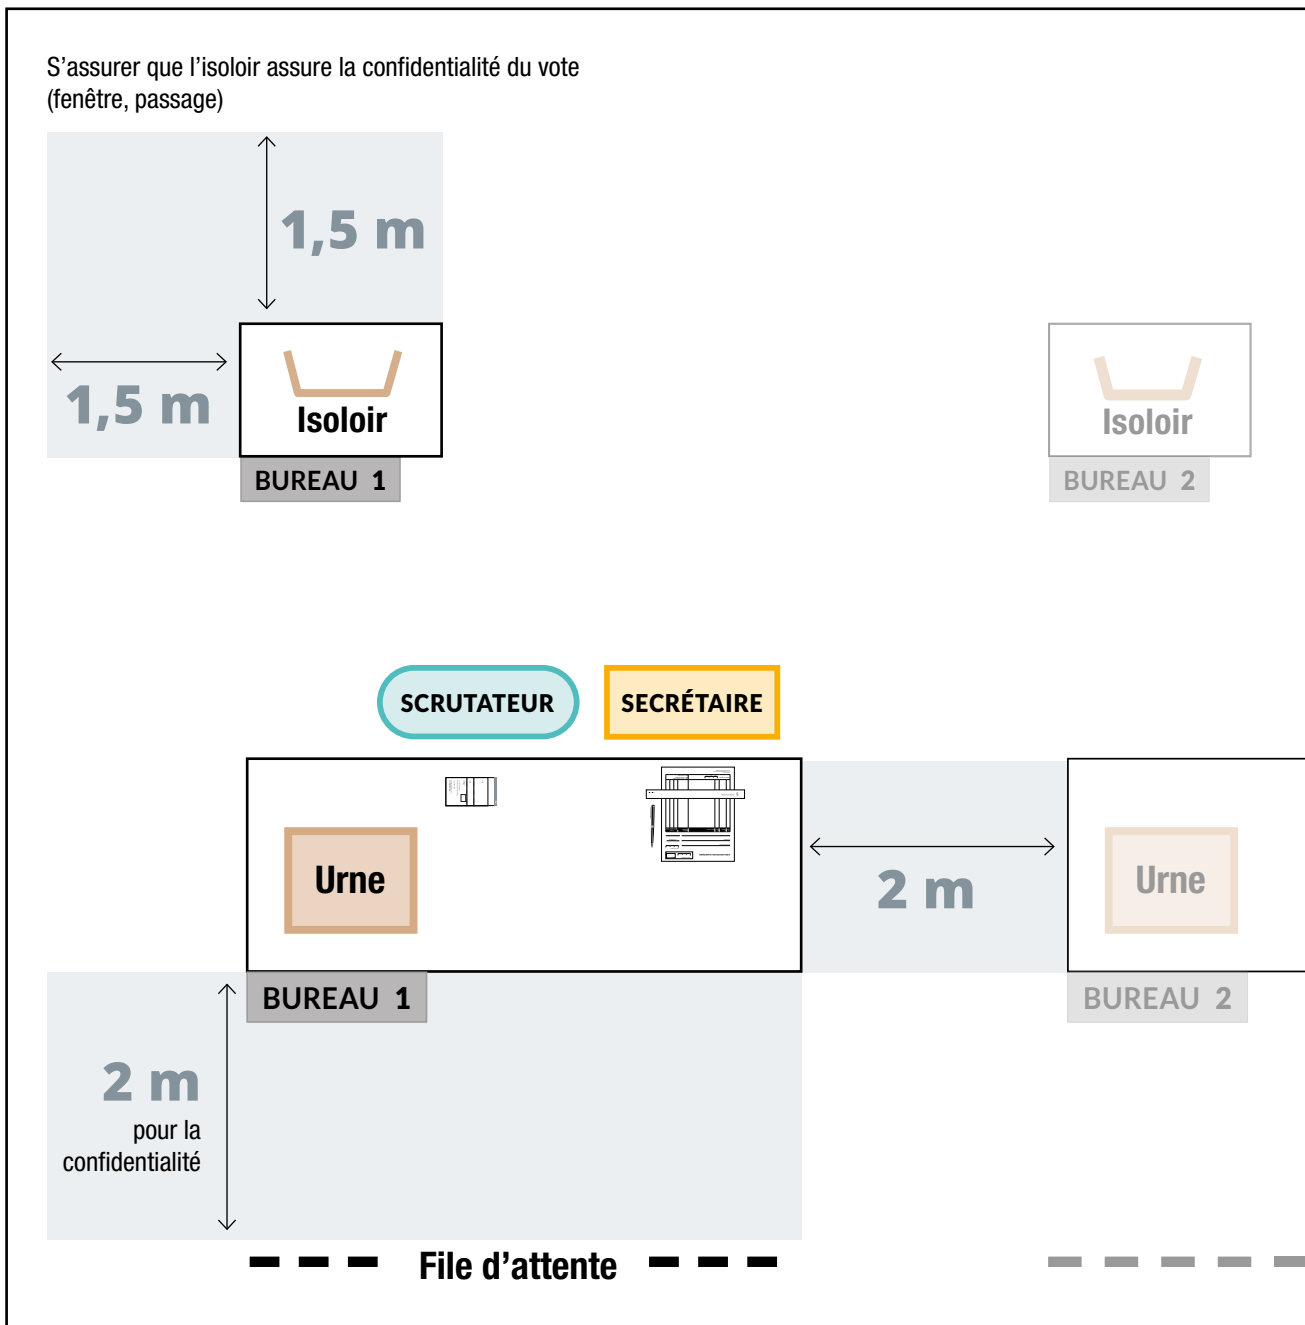 S'assurer que l'isoloir assure la confidentialité du vote
(fenêtre, passage)
1,5 m
1,5 m
Isoloir
BUREAU 1
Isoloir
BUREAU 2
SCRUTATEUR
SECRÉTAIRE
Urne
2 m
Urne
BUREAU 1
BUREAU 2
2 m
pour la
confidentialité
File d'attente